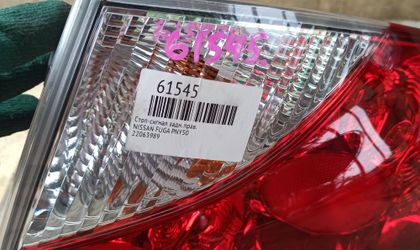 61545.
61545
Стоп-сигнал задн.прав.
NISSAN FUGA PNY50
22063989